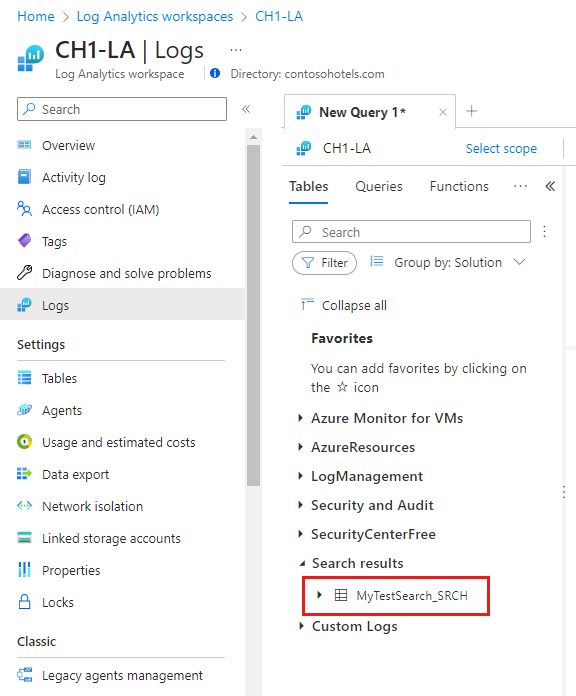 Home > Log Analytics workspaces > CH1-LA
CH1-LA | Logs ...
Log Analytics workspace
Directory: contosohotels.com
Search
Overview
Activity log
Access control (IAM)
Tags
Diagnose and solve problems
Logs
Settings
Tables
Agents
Usage and estimated costs
Data export
Network isolation
Linked storage accounts
Properties
Locks
Classic
Legacy agents management
New Query 1*
CH1-LA
Select scope
Tables Queries Functions ...
Search
Filter
Group by: Solution
Collapse all
Favorites
You can add favorites by clicking on
the ☆ icon
Azure Monitor for VMs
AzureResources
LogManagement
Security and Audit
SecurityCenterFree
Search results
MyTestSearch_SRCH
Custom Logs